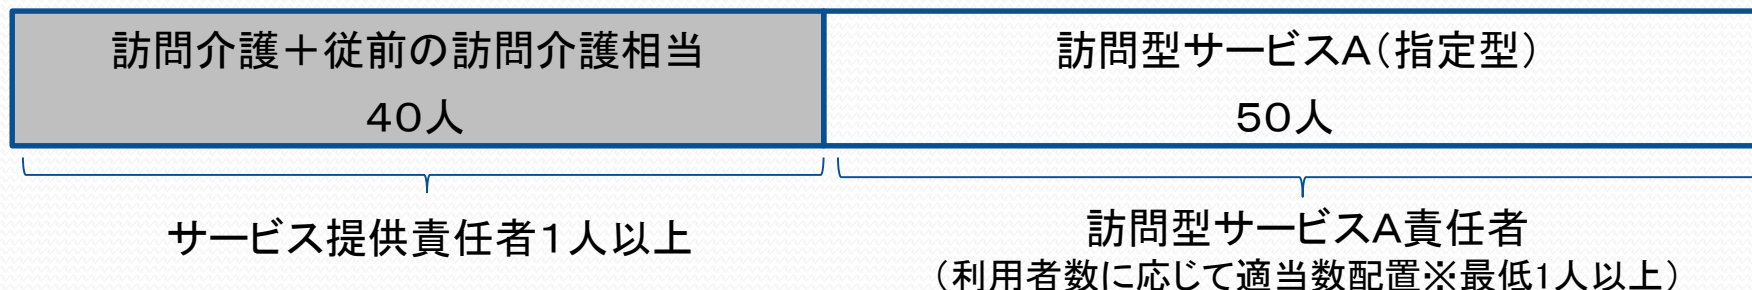 訪問介護＋従前の訪問介護相当
４０人
訪問型サービスＡ（指定型）
５０人
サービス提供責任者１人以上
訪問型サービスＡ責任者
（利用者数に応じて適当数配置※最低1人以上）